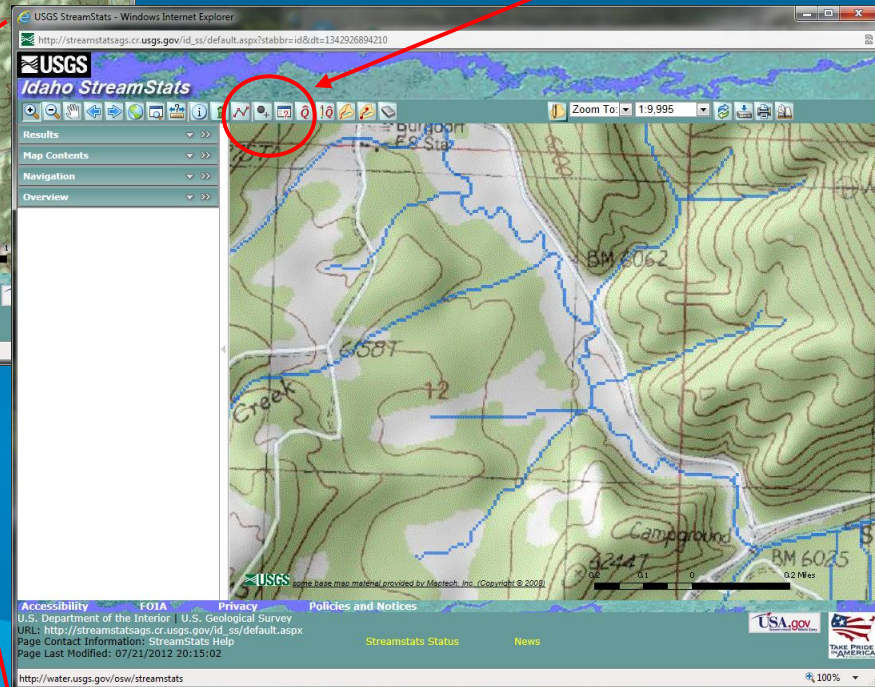 USGS StreamStats - Windows Internet Explorer
http://streamstatsags.cr.usgs.gov/id_ss/default.aspx?stabbr=id&dt=1342926894210
USGS
Idaho StreamStats
Zoom To: 1:9,995
Results
Map Contents
Navigation
Overview
Burgdorf
BM 6062
6158T
12
Creek
Campground
6244T
BM 6025
S
0.2 0.1 0 0.2 Miles
USGS some base map material provided by Maptech, Inc. (Copyright © 2008)
Accessibility FOIA Privacy Policies and Notices
U.S. Department of the Interior | U.S. Geological Survey
URL: http://streamstatsags.cr.usgs.gov/id_ss/default.aspx
Page Contact Information: StreamStats Help
Page Last Modified: 07/21/2012 20:15:02
Streamstats Status News
USA.gov
TAKE PRIDE
IN AMERICA
http://water.usgs.gov/osw/streamstats
100%